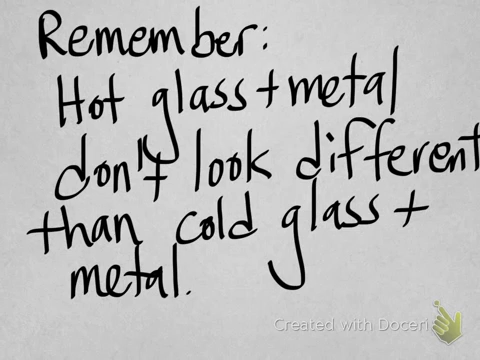 Remember:
Hot glass + metal
don't look different
than cold glass +
metal.
Created with Doceri